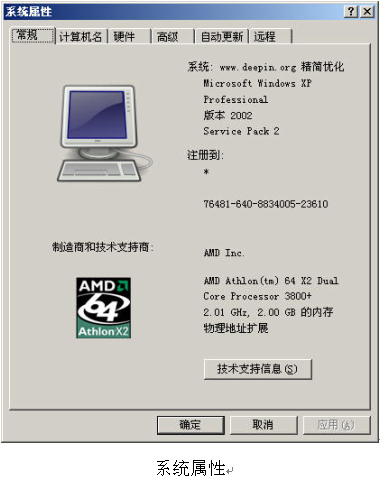 系统属性
常规 计算机名 硬件 高级 自动更新 远程
系统: www.deepin.org 精简优化
Microsoft Windows XP
Professional
版本 2002
Service Pack 2
注册到:
*
76481-640-8834005-23610
制造商和技术支持商:
AMD Inc.
AMD
64
Athlon X2
AMD Athlon(tm) 64 X2 Dual
Core Processor 3800+
2.01 GHz, 2.00 GB 的内存
物理地址扩展
技术支持信息(S)
确定 取消 应用(A)
系统属性